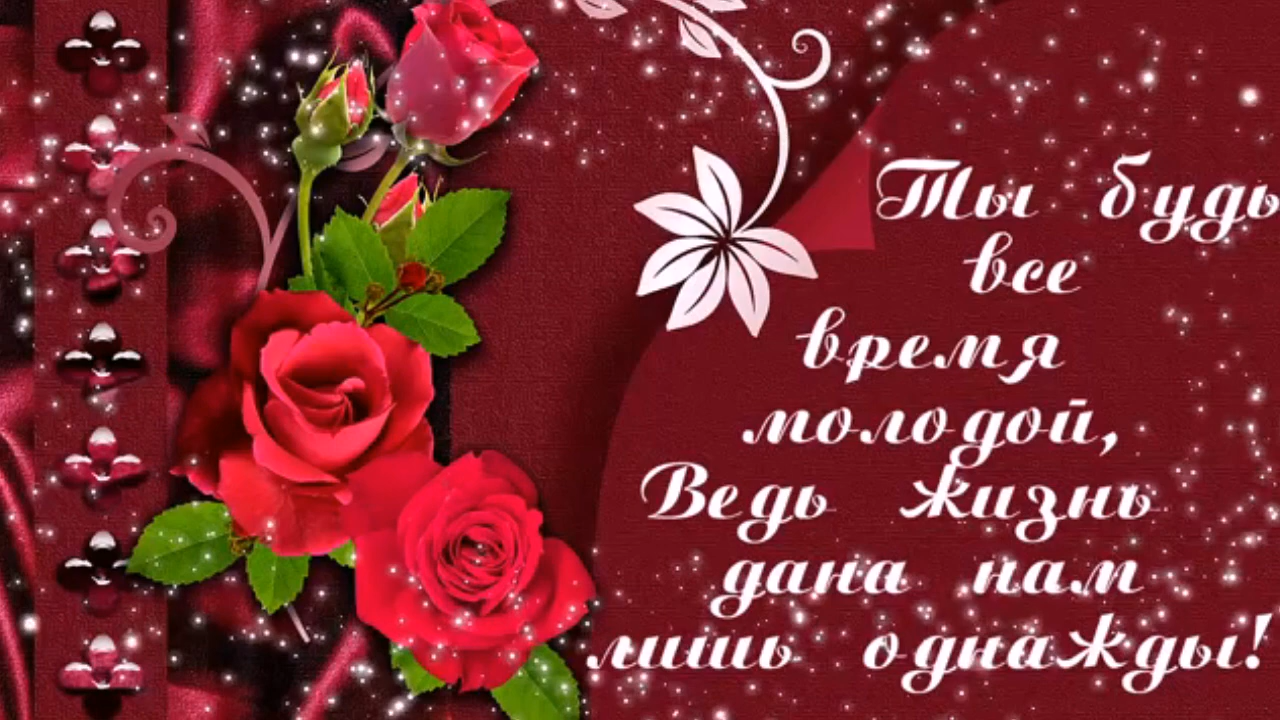 Ты будь
все
время
молодой,
Ведь жизнь
дана нам
лишь однажды!